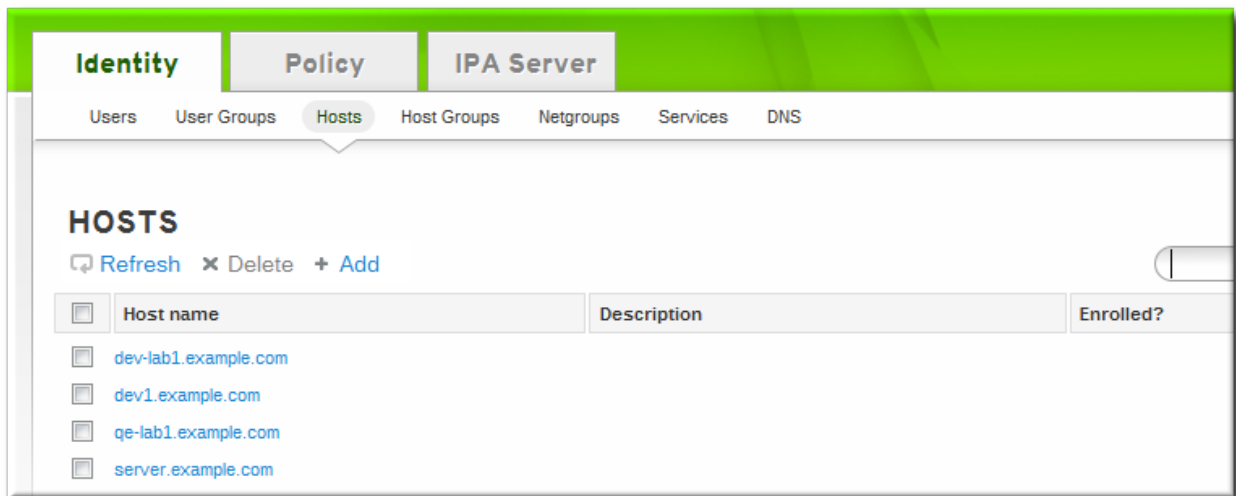 Identity Policy IPA Server
Users User Groups Hosts Host Groups Netgroups Services DNS
HOSTS
Refresh Delete + Add
Host name Description Enrolled?
dev-lab1.example.com
dev1.example.com
qe-lab1.example.com
server.example.com